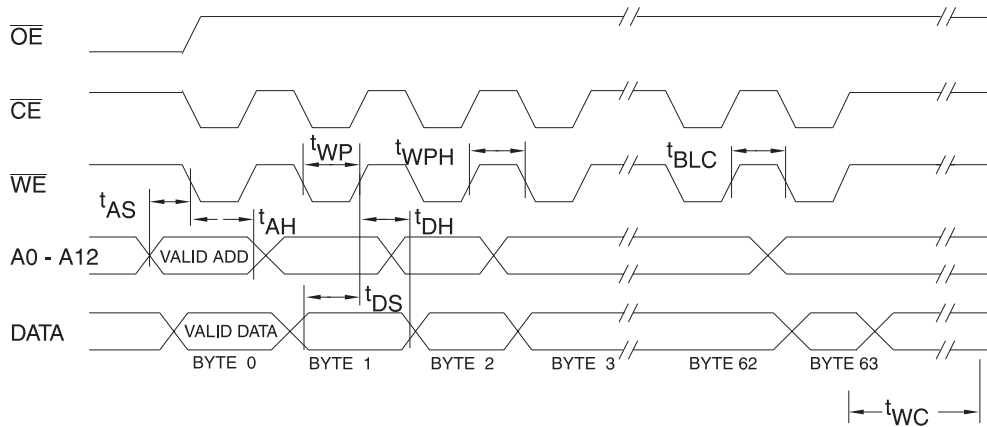 OE
CE
tWP
tWPH
tBLC
WE
tAS
tAH
tDH
A0 - A12
VALID ADD
tDS
DATA
VALID DATA
BYTE 0
BYTE 1
BYTE 2
BYTE 3
BYTE 62
BYTE 63
tWC